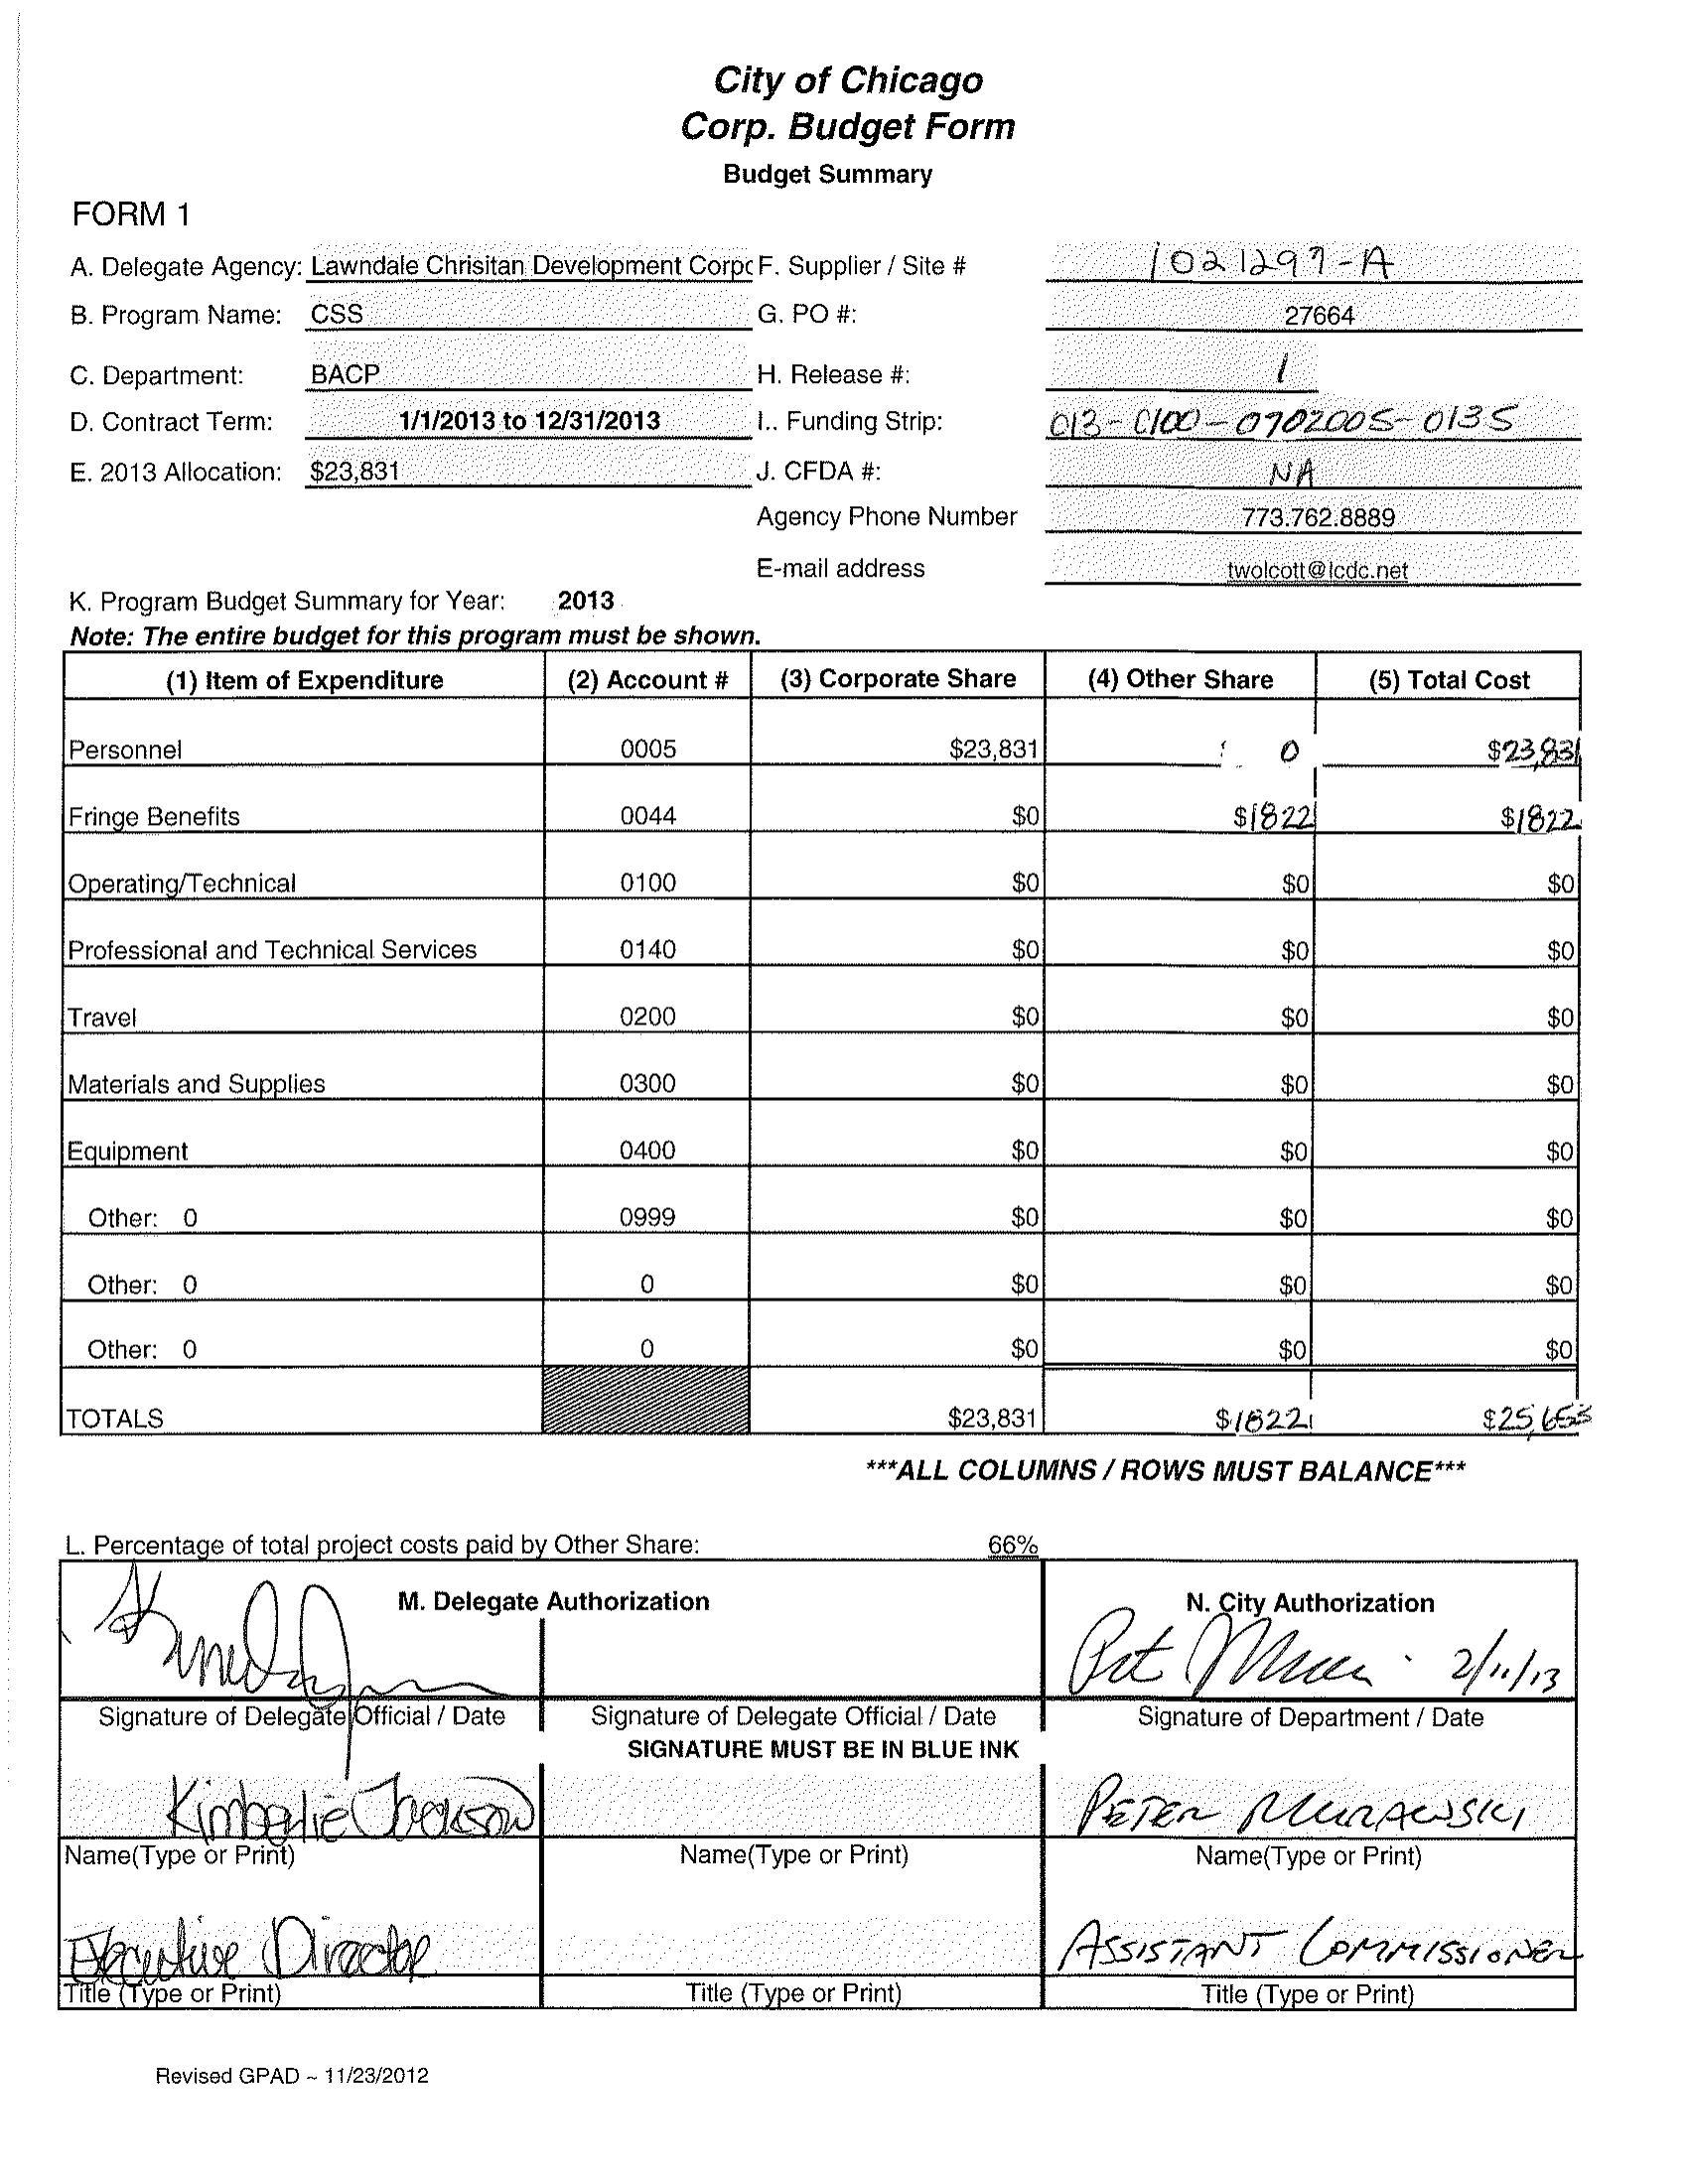 City of Chicago
Corp. Budget Form
Budget Summary
FORM 1
A. Delegate Agency: Lawndale Chrisitan Development Corpc F. Supplier / Site # 1021297-A
B. Program Name: CSS G. PO #: 27664
C. Department: BACP H. Release #: 1
D. Contract Term: 1/1/2013 to 12/31/2013 I.. Funding Strip: 013-0100-0702005-0135
E. 2013 Allocation: $23,831 J. CFDA #: NA
Agency Phone Number 773.762.8889
E-mail address twolcott@lcdc.net
K. Program Budget Summary for Year: 2013
Note: The entire budget for this program must be shown.
(1) Item of Expenditure (2) Account # (3) Corporate Share (4) Other Share (5) Total Cost
Personnel 0005 $23,831 0 $23,831
Fringe Benefits 0044 $0 $1822 $1822
Operating/Technical 0100 $0 $0 $0
Professional and Technical Services 0140 $0 $0 $0
Travel 0200 $0 $0 $0
Materials and Supplies 0300 $0 $0 $0
Equipment 0400 $0 $0 $0
Other: 0 0999 $0 $0 $0
Other: 0 0 $0 $0 $0
Other: 0 0 $0 $0 $0
TOTALS $23,831 $1822 $25,653
***ALL COLUMNS / ROWS MUST BALANCE***
L. Percentage of total project costs paid by Other Share: 66%
M. Delegate Authorization N. City Authorization
2/11/13
Signature of Delegate Official / Date Signature of Delegate Official / Date Signature of Department / Date
SIGNATURE MUST BE IN BLUE INK
Kimberlie Jackson PETER MURAWSKI
Name(Type or Print) Name(Type or Print) Name(Type or Print)
Executive Director ASSISTANT COMMISSIONER
Title (Type or Print) Title (Type or Print) Title (Type or Print)
Revised GPAD ~ 11/23/2012